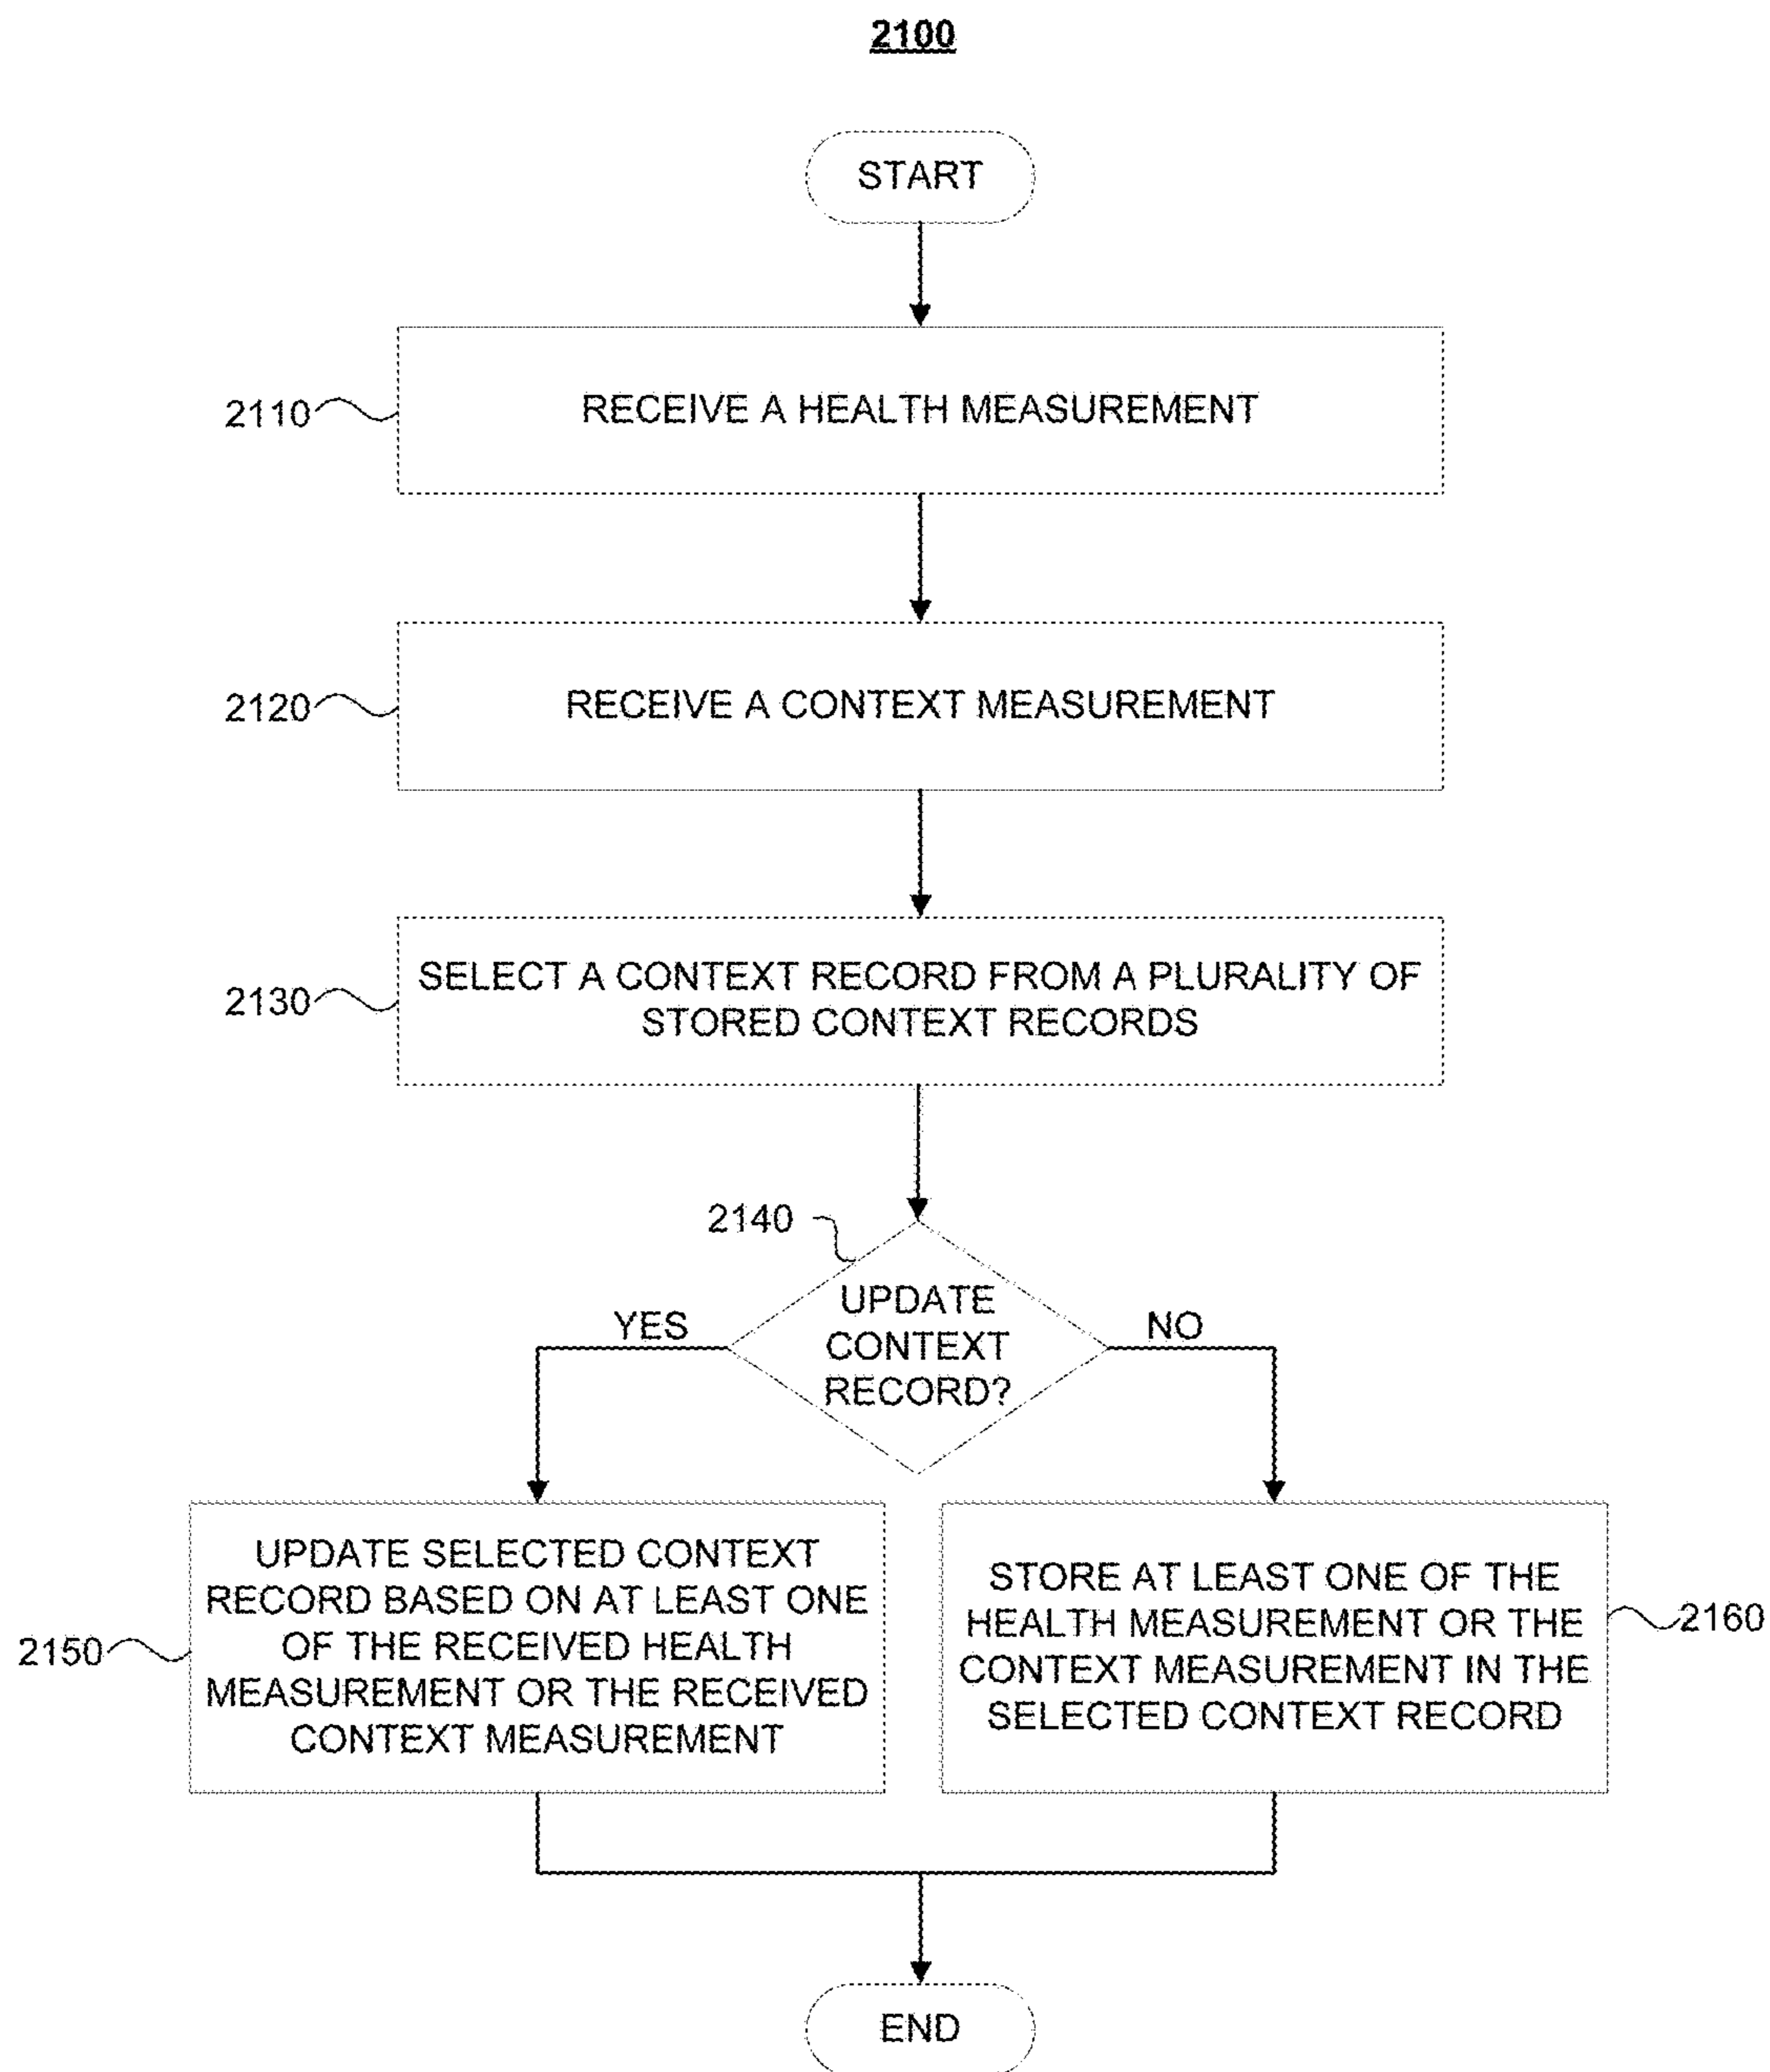 2100
START
2110
RECEIVE A HEALTH MEASUREMENT
2120
RECEIVE A CONTEXT MEASUREMENT
2130
SELECT A CONTEXT RECORD FROM A PLURALITY OF
STORED CONTEXT RECORDS
2140
UPDATE
CONTEXT
RECORD?
YES
NO
2150
UPDATE SELECTED CONTEXT
RECORD BASED ON AT LEAST ONE
OF THE RECEIVED HEALTH
MEASUREMENT OR THE RECEIVED
CONTEXT MEASUREMENT
STORE AT LEAST ONE OF THE
HEALTH MEASUREMENT OR THE
CONTEXT MEASUREMENT IN THE
SELECTED CONTEXT RECORD
2160
END